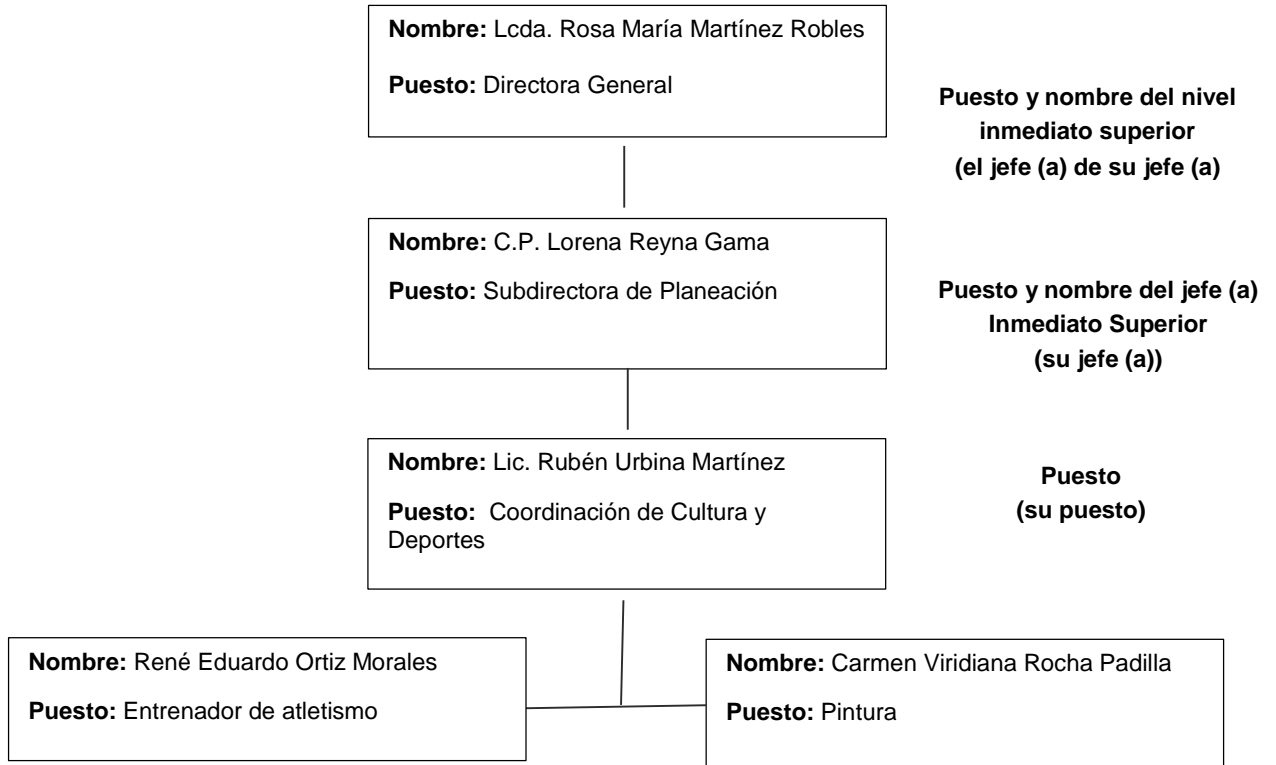 Nombre: Lcda. Rosa María Martínez Robles
Puesto: Directora General
Puesto y nombre del nivel
inmediato superior
(el jefe (a) de su jefe (a)
Nombre: C.P. Lorena Reyna Gama
Puesto: Subdirectora de Planeación
Puesto y nombre del jefe (a)
Inmediato Superior
(su jefe (a))
Nombre: Lic. Rubén Urbina Martínez
Puesto: Coordinación de Cultura y
Deportes
Puesto
(su puesto)
Nombre: René Eduardo Ortiz Morales
Puesto: Entrenador de atletismo
Nombre: Carmen Viridiana Rocha Padilla
Puesto: Pintura